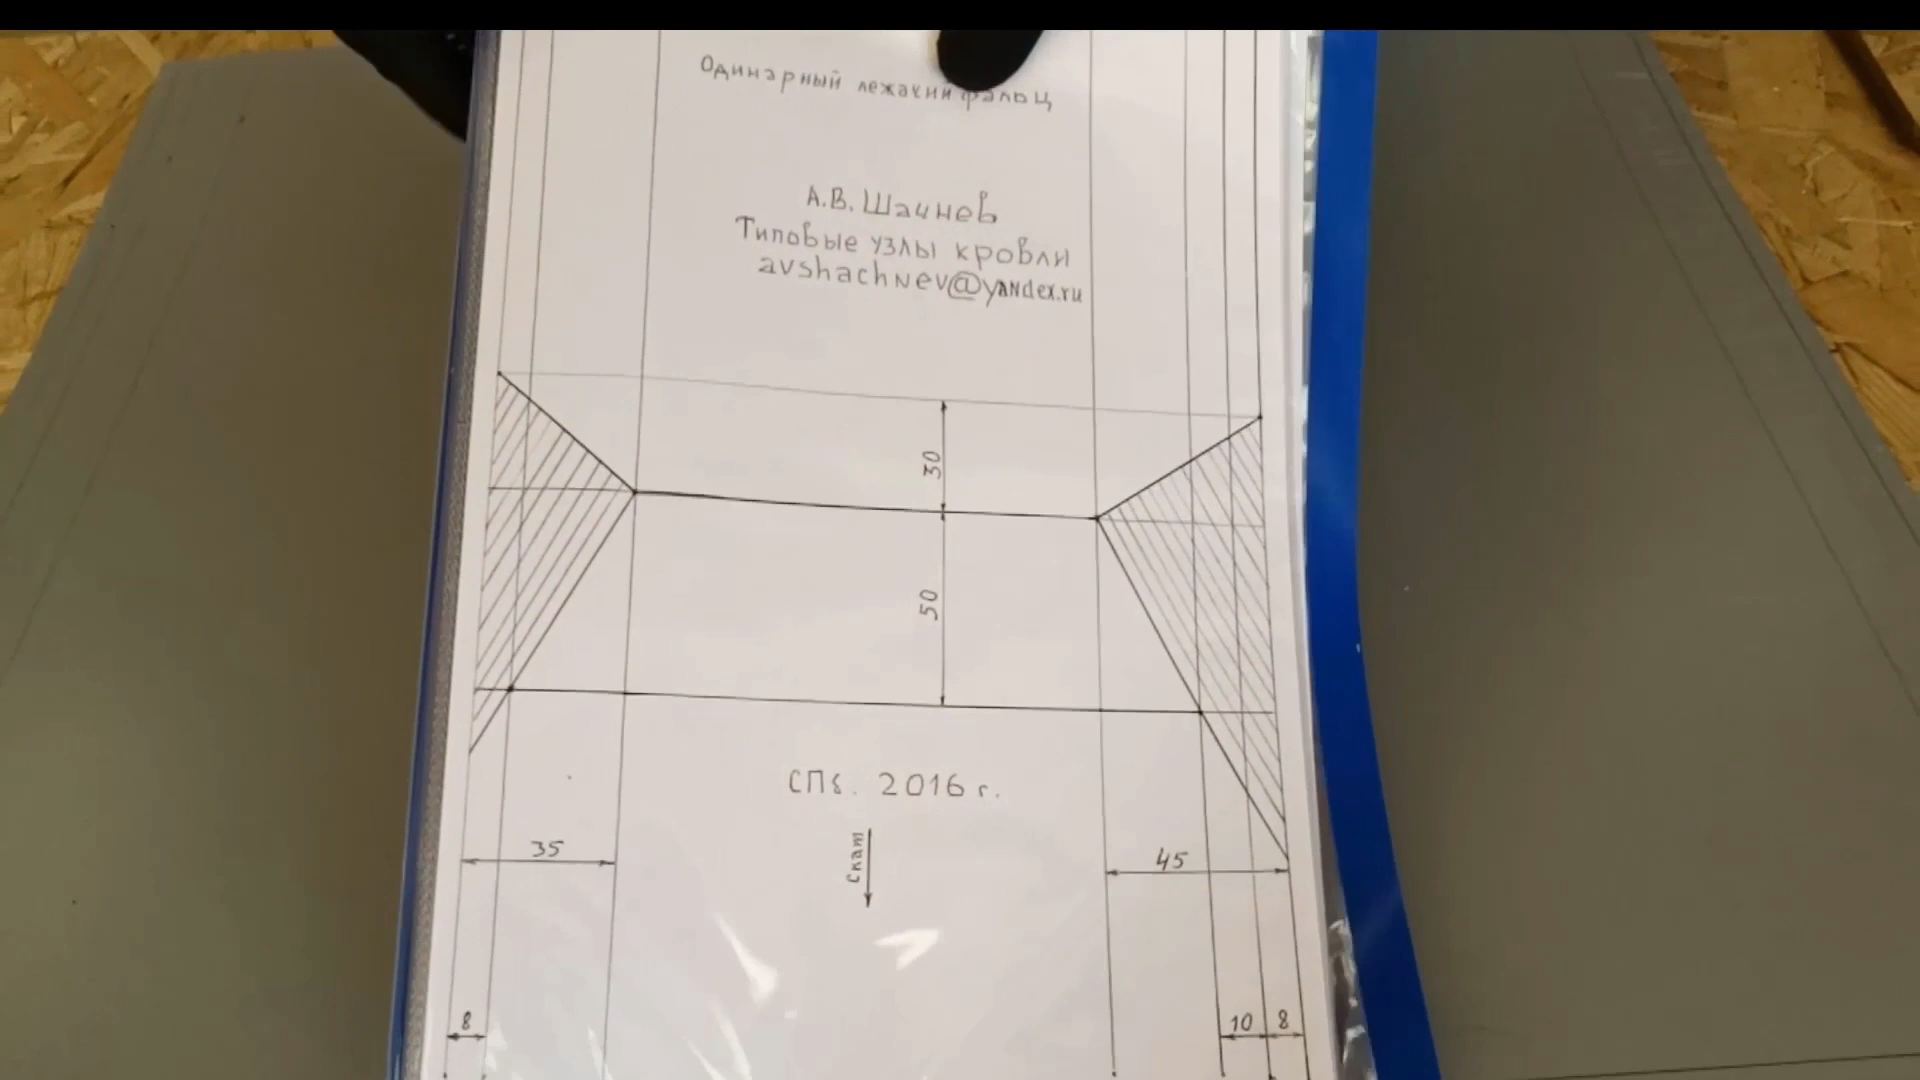 Одинарный лежачий фальц
А.В. Шачнев
Типовые узлы кровли
avshachnev@yandex.ru
30
50
СПб. 2016 г.
35
Скат
45
8
10
8